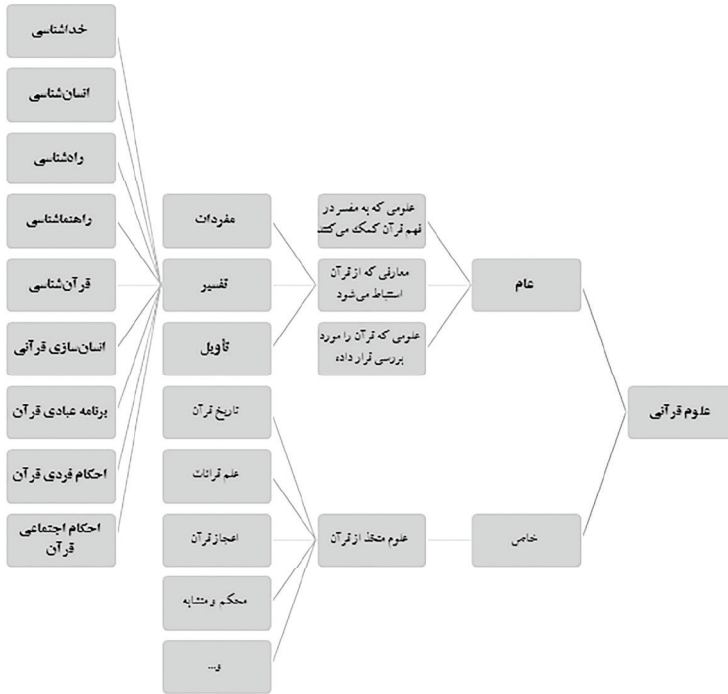 علوم قرآنی
عام
خاص
علومی که به مفسر در
فهم قرآن کمک می‌کنند
معارفی که از قرآن
استنباط می‌شود
علومی که قرآن را مورد
بررسی قرار داده
علوم متخذ از قرآن
مفردات
تفسیر
تأویل
تاریخ قرآن
علم قرائات
اعجاز قرآن
محکم و متشابه
و...
خداشناسی
انسان‌شناسی
راه‌شناسی
راهنماشناسی
قرآن‌شناسی
انسان‌سازی قرآنی
برنامه عبادی قرآن
احکام فردی قرآن
احکام اجتماعی
قرآن